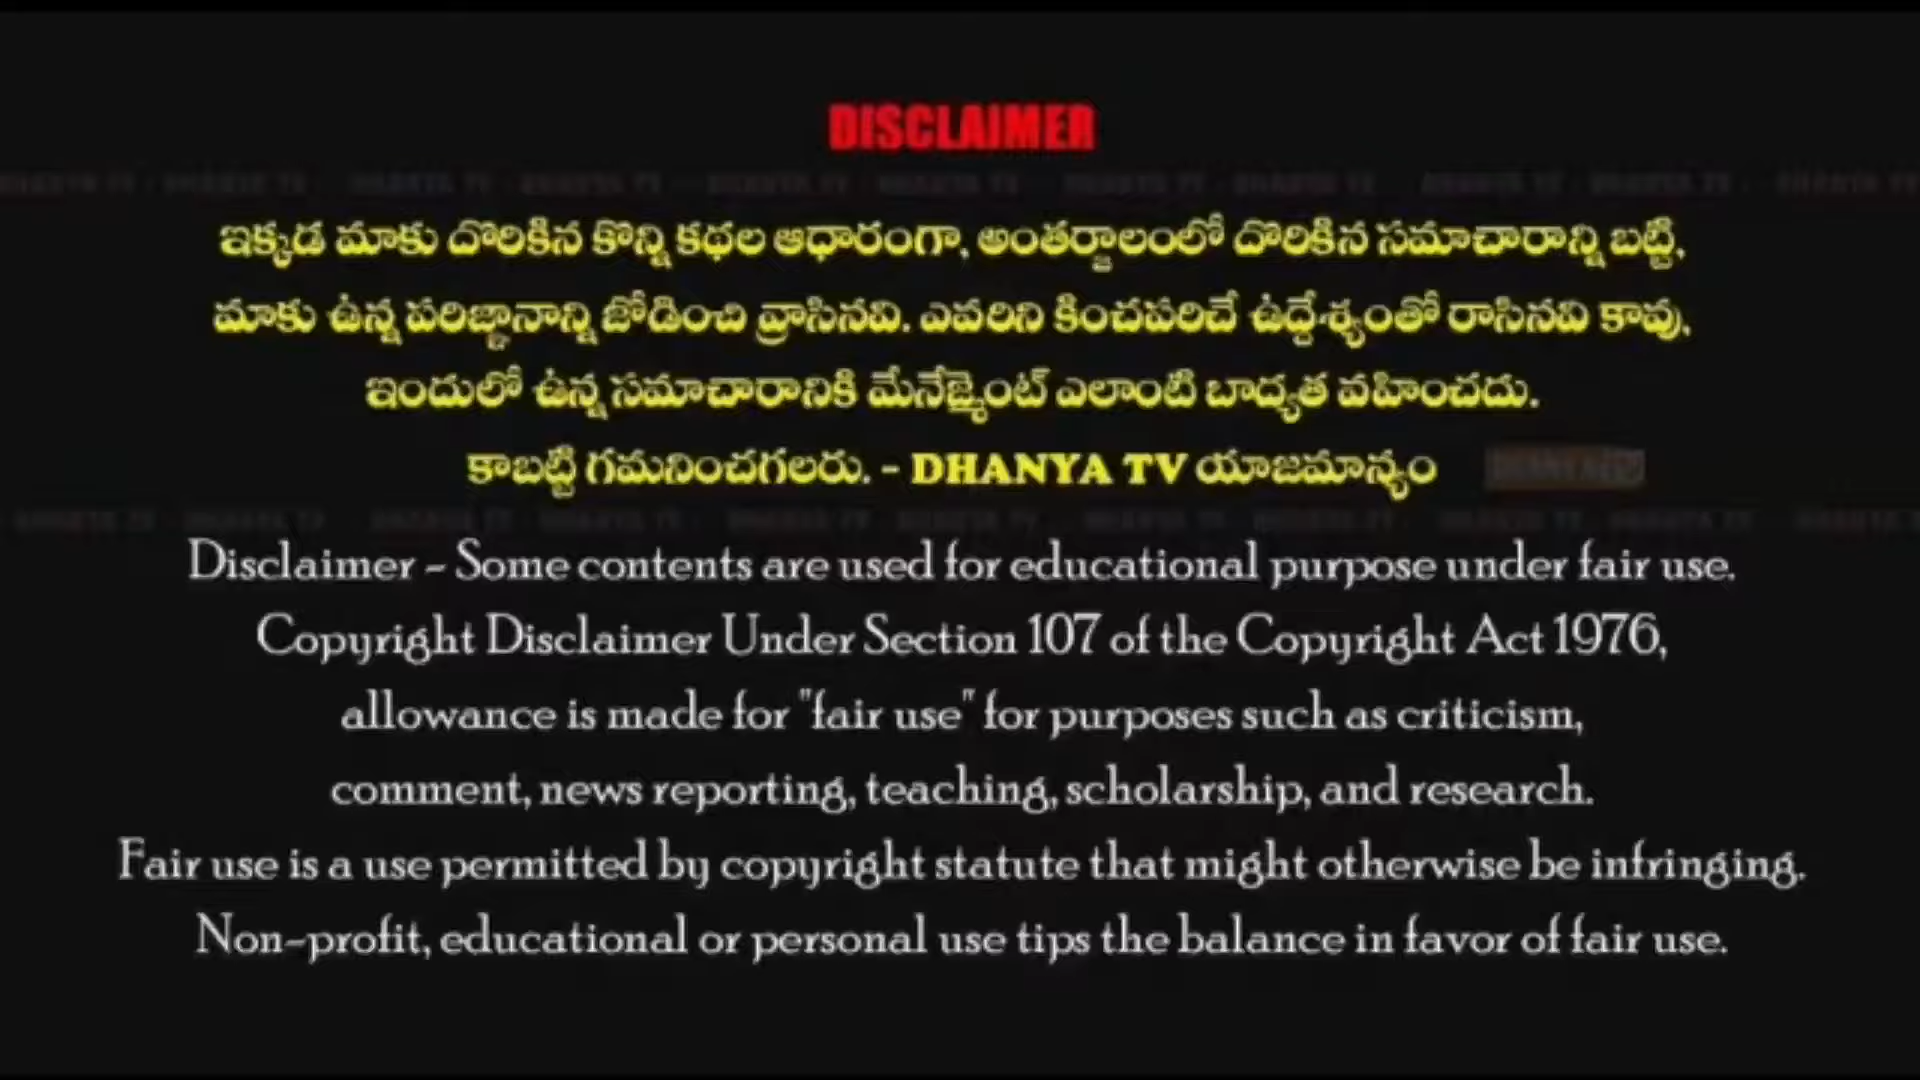 DISCLAIMER
ఇక్కడ మాకు దొరికిన కొన్ని కథల ఆధారంగా, అంతర్జాలంలో దొరికిన సమాచారాన్ని బట్టి,
మాకు ఉన్న పరిజ్ఞానాన్ని జోడించి వ్రాసినవి. ఎవరిని కించపరిచే ఉద్దేశ్యంతో రాసినవి కావు,
ఇందులో ఉన్న సమాచారానికి మేనేజ్మెంట్ ఎలాంటి బాద్యత వహించదు.
కాబట్టి గమనించగలరు. - DHANYA TV యాజమాన్యం
Disclaimer - Some contents are used for educational purpose under fair use.
Copyright Disclaimer Under Section 107 of the Copyright Act 1976,
allowance is made for "fair use" for purposes such as criticism,
comment, news reporting, teaching, scholarship, and research.
Fair use is a use permitted by copyright statute that might otherwise be infringing.
Non-profit, educational or personal use tips the balance in favor of fair use.